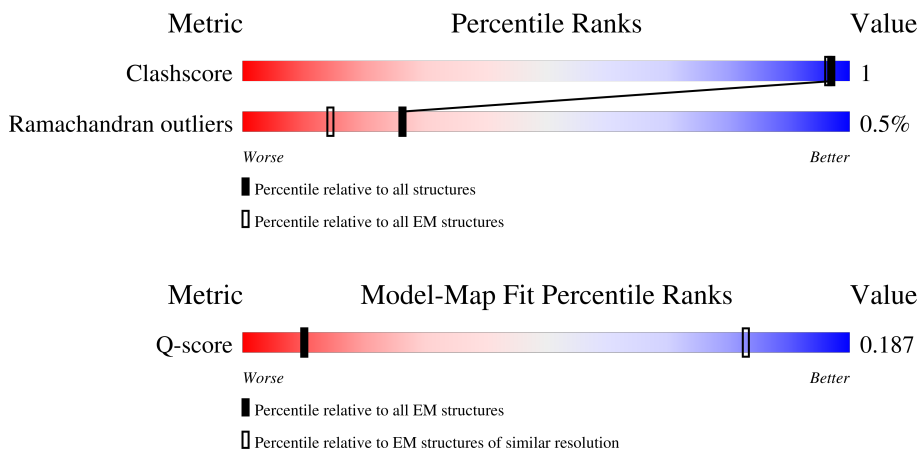 Metric Percentile Ranks Value
Clashscore 1
Ramachandran outliers 0.5%
Worse Better
Percentile relative to all structures
Percentile relative to all EM structures
Metric Model-Map Fit Percentile Ranks Value
Q-score 0.187
Worse Better
Percentile relative to all EM structures
Percentile relative to EM structures of similar resolution